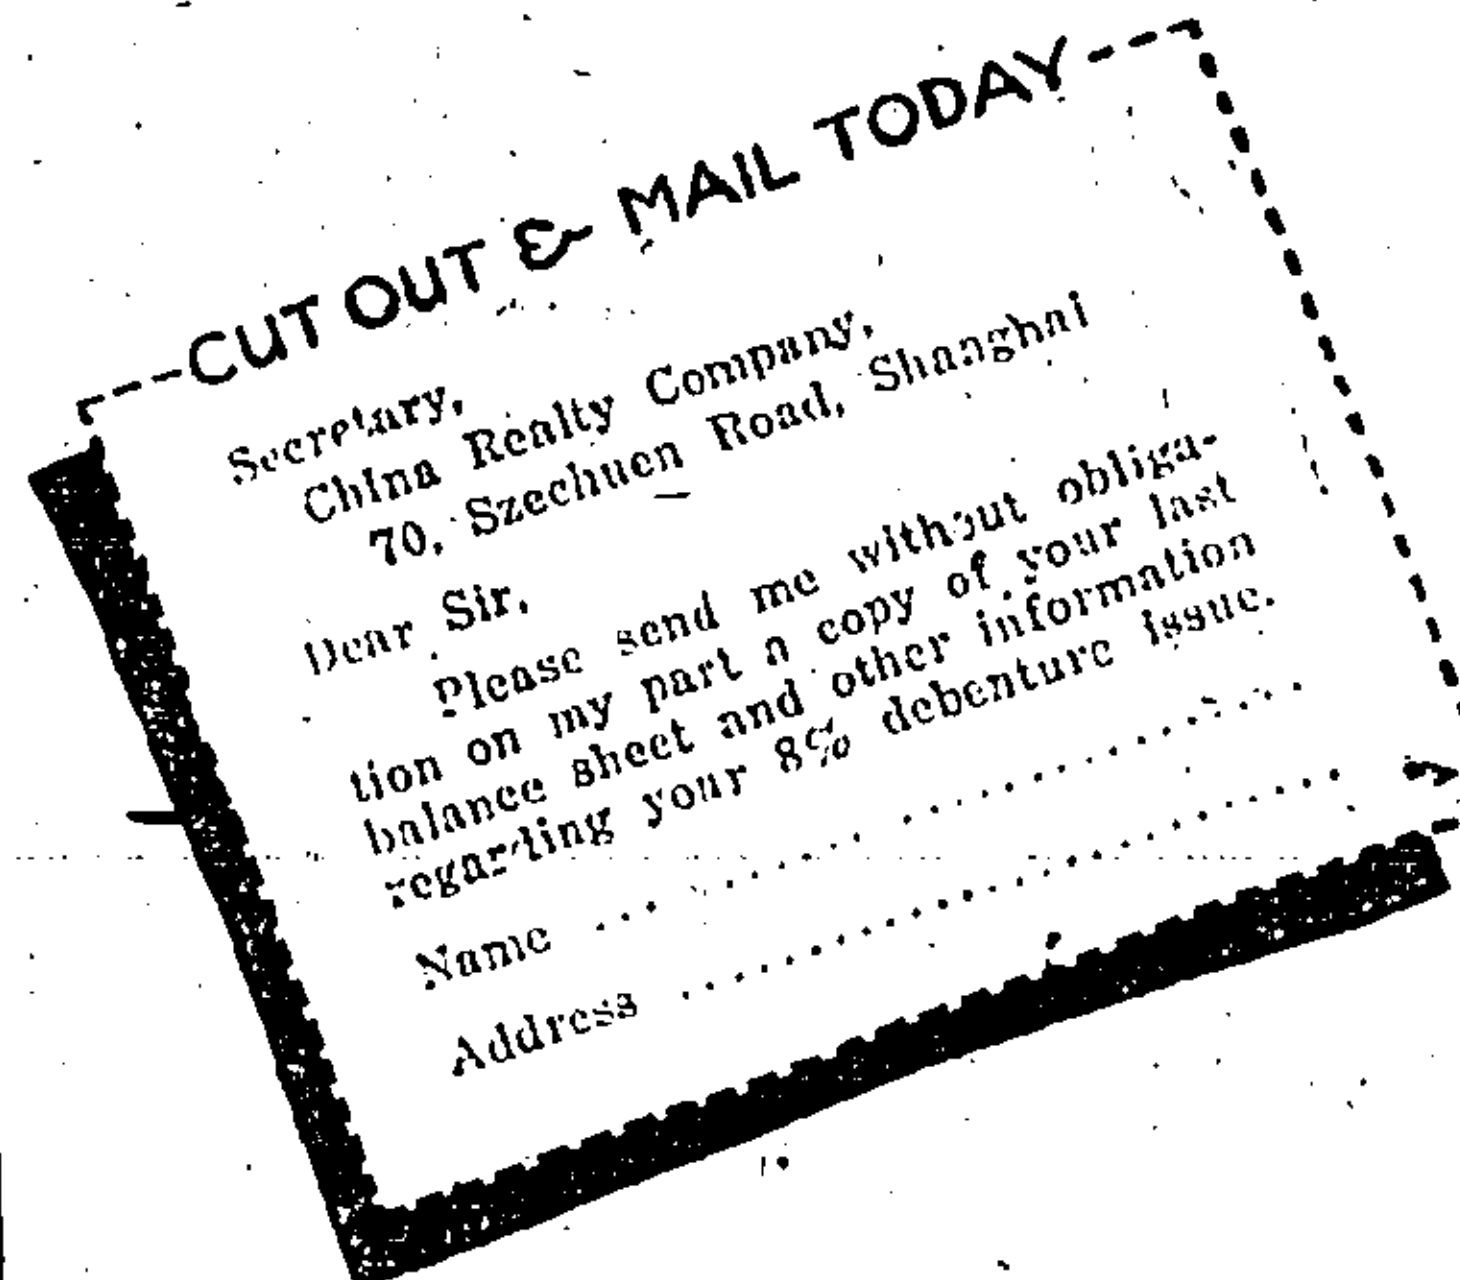 CUT OUT & MAIL TODAY
Secretary,
China Realty Company,
70, Szechuen Road, Shanghai
Dear Sir,
Please send me without obliga-
tion on my part a copy of your last
balance sheet and other information
regarding your 8% debenture issue.
Name ..............................
Address ..............................